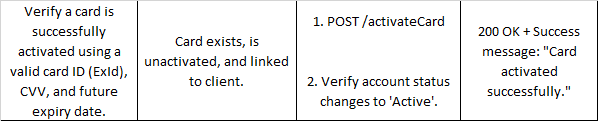 Verify a card is
successfully
activated using a
valid card ID (ExId),
CVV, and future
expiry date.
Card exists, is
unactivated, and linked
to client.
1. POST /activateCard
2. Verify account status
changes to 'Active'.
200 OK + Success
message: "Card
activated
successfully."